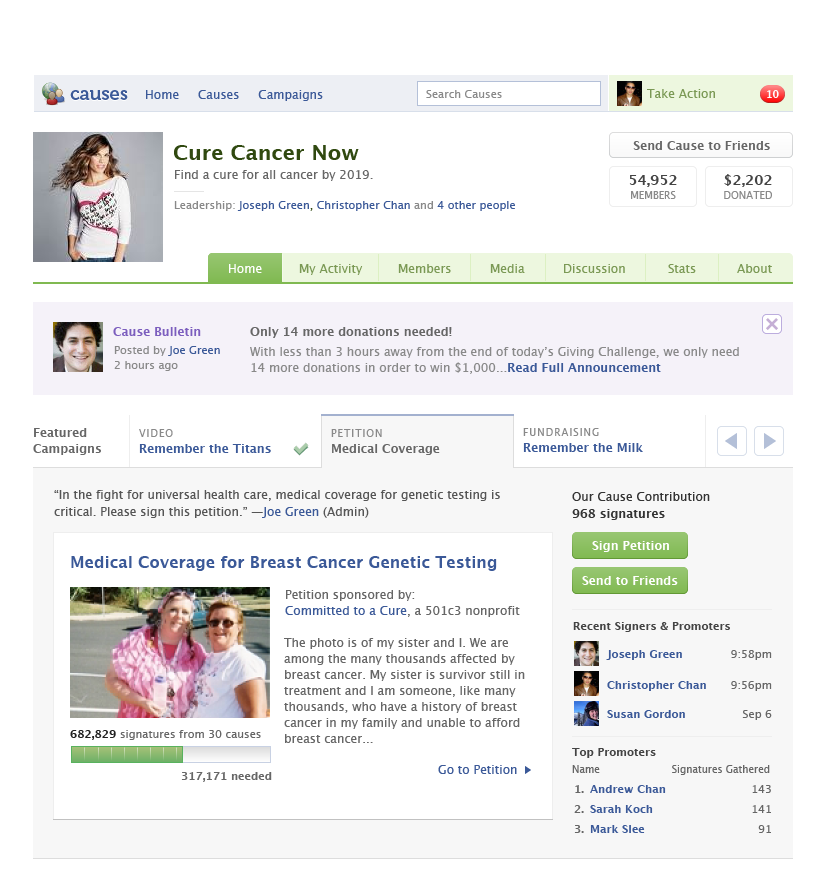 causes Home Causes Campaigns Search Causes Take Action 10
Cure Cancer Now
Find a cure for all cancer by 2019.
Leadership: Joseph Green, Christopher Chan and 4 other people
Send Cause to Friends
54,952 $2,202
MEMBERS DONATED
Home My Activity Members Media Discussion Stats About
Cause Bulletin
Posted by Joe Green
2 hours ago
Only 14 more donations needed!
With less than 3 hours away from the end of today’s Giving Challenge, we only need
14 more donations in order to win $1,000...Read Full Announcement
Featured
Campaigns
VIDEO
Remember the Titans
PETITION
Medical Coverage
FUNDRAISING
Remember the Milk
“In the fight for universal health care, medical coverage for genetic testing is
critical. Please sign this petition.” —Joe Green (Admin)
Medical Coverage for Breast Cancer Genetic Testing
Petition sponsored by:
Committed to a Cure, a 501c3 nonprofit
The photo is of my sister and I. We are
among the many thousands affected by
breast cancer. My sister is survivor still in
treatment and I am someone, like many
thousands, who have a history of breast
cancer in my family and unable to afford
breast cancer...
682,829 signatures from 30 causes
317,171 needed
Go to Petition
Our Cause Contribution
968 signatures
Sign Petition
Send to Friends
Recent Signers & Promoters
Joseph Green 9:58pm
Christopher Chan 9:56pm
Susan Gordon Sep 6
Top Promoters
Name Signatures Gathered
1. Andrew Chan 143
2. Sarah Koch 141
3. Mark Slee 91